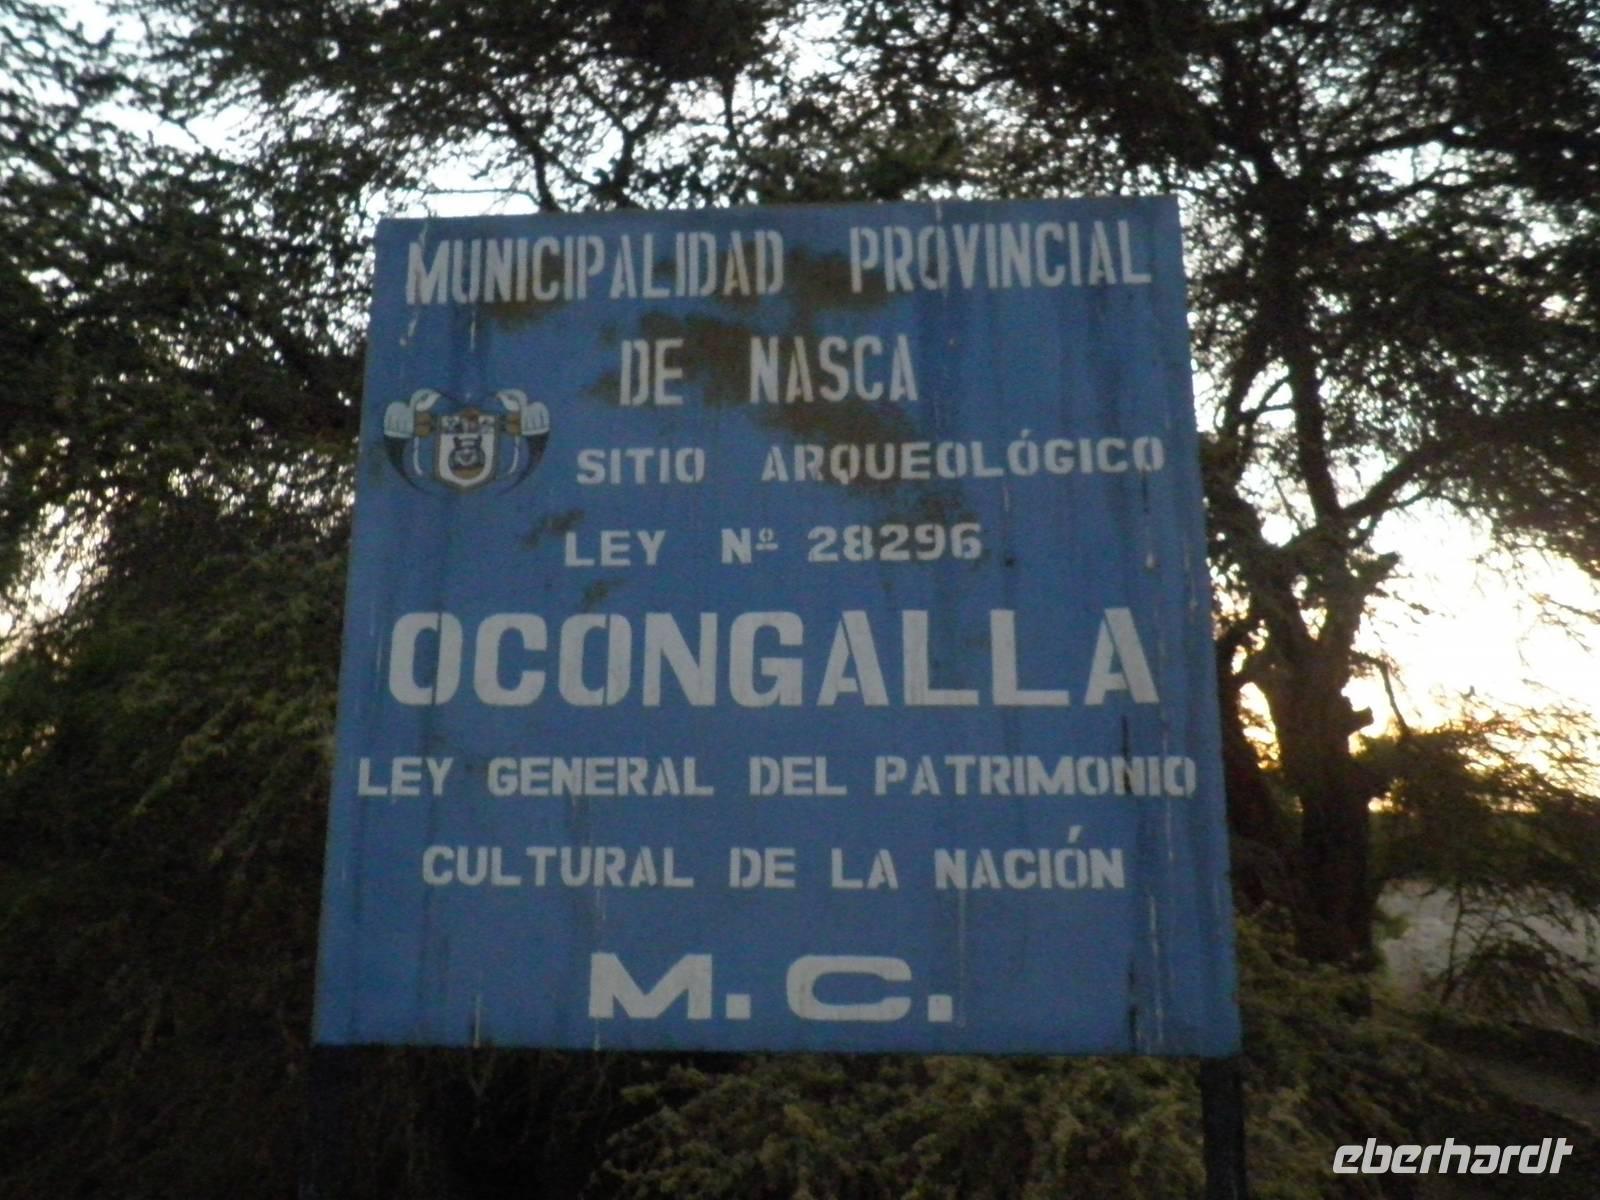 MUNICIPALIDAD PROVINCIAL
DE NASCA
SITIO ARQUEOLÓGICO
LEY Nº 28296
OCONGALLA
LEY GENERAL DEL PATRIMONIO
CULTURAL DE LA NACIÓN
M.C.
eberhardt